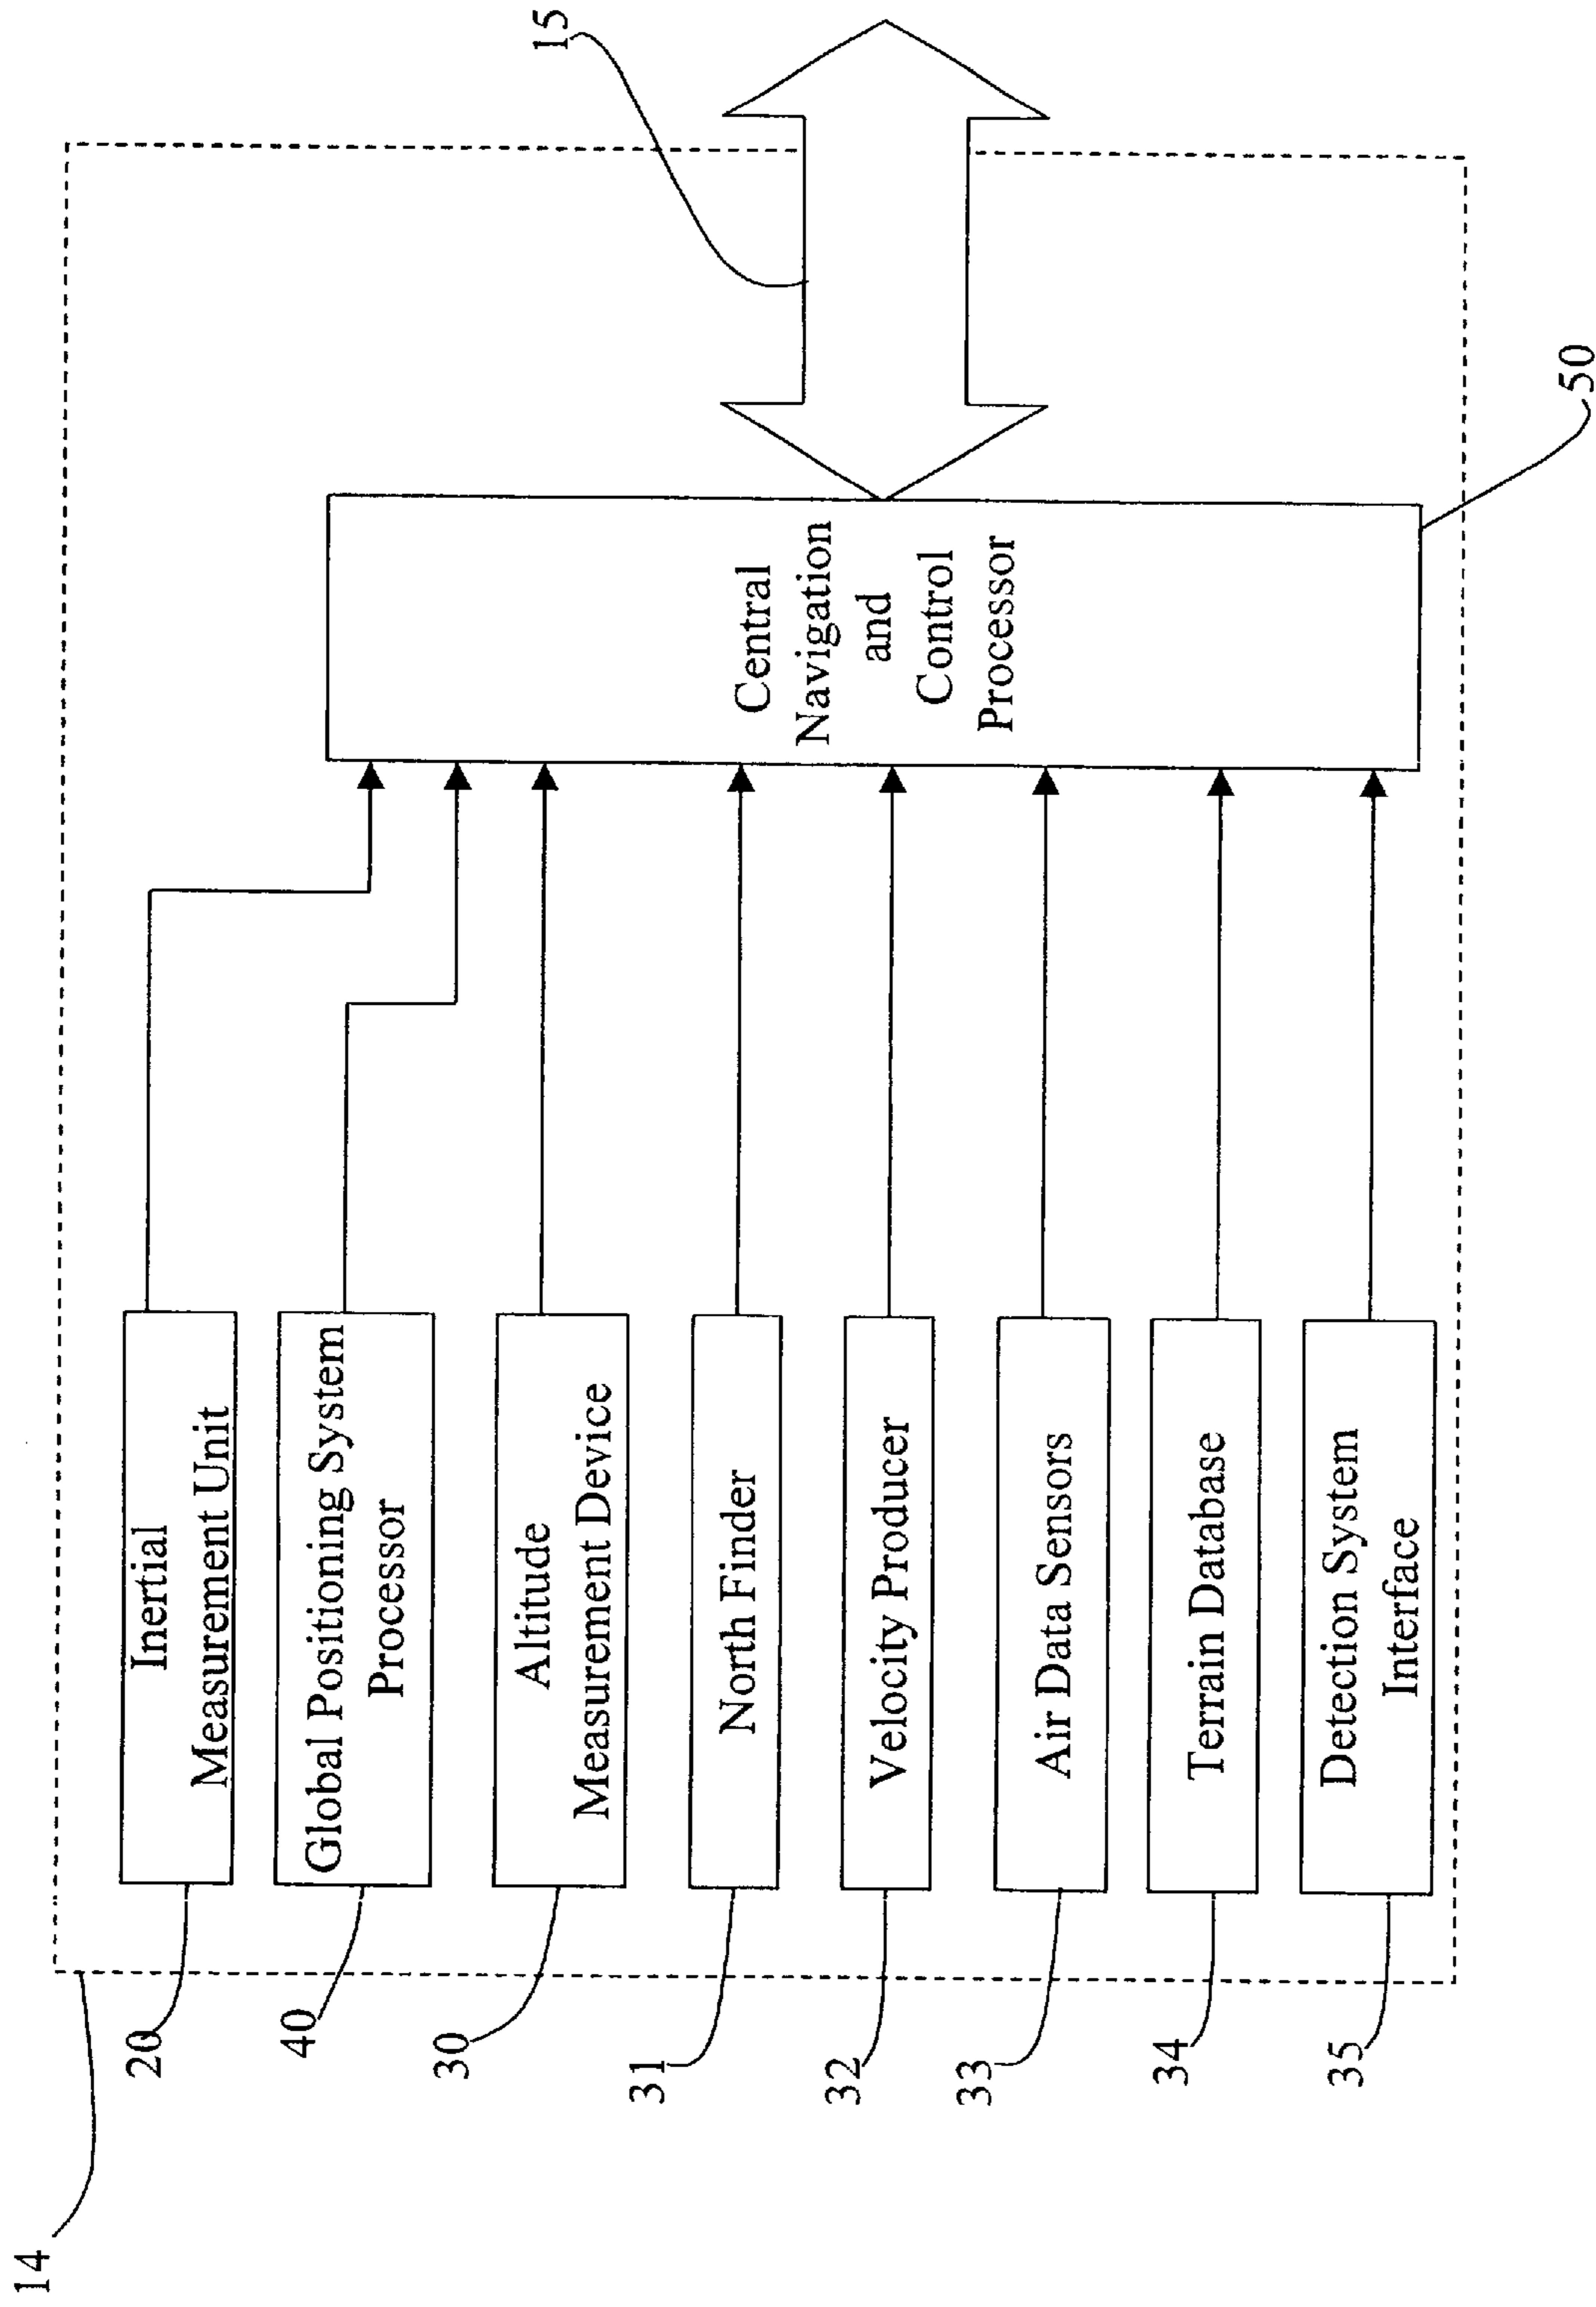 14
20
Inertial
Measurement Unit
40
Global Positioning System
Processor
30
Altitude
Measurement Device
31
North Finder
32
Velocity Producer
33
Air Data Sensors
34
Terrain Database
35
Detection System
Interface
Central
Navigation
and
Control
Processor
50
15